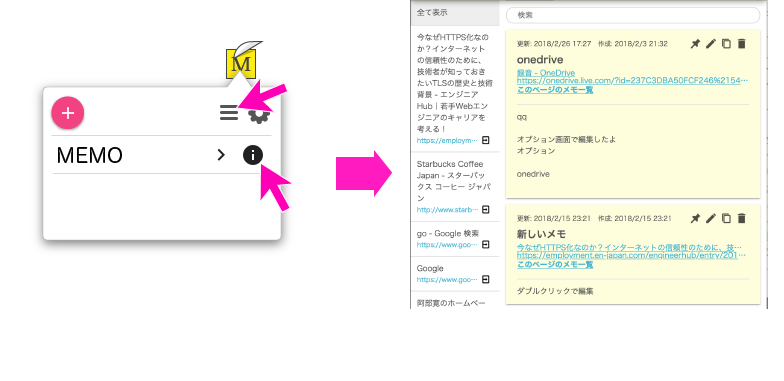 M
MEMO
全て表示
今なぜHTTPS化なの
か？インターネット
の信頼性のために、
技術者が知っておき
たいTLSの歴史と技術
背景 - エンジニア
Hub｜若手Webエン
ジニアのキャリアを
考える！
https://employm…
Starbucks Coffee
Japan - スターバッ
クス コーヒー ジャパ
ン
http://www.starb…
go - Google 検索
https://www.goo…
Google
https://www.goo…
阿部寛のホームペー
検索
更新: 2018/2/26 17:27 作成: 2018/2/3 21:32
onedrive
録音 - OneDrive
https://onedrive.live.com/?id=237C3DBA50FCF246%2154…
このページのメモ一覧
qq
オプション画面で編集したよ
オプション
onedrive
更新: 2018/2/15 23:21 作成: 2018/2/15 23:21
新しいメモ
今なぜHTTPS化なのか？インターネットの信頼性のために、技…
https://employment.en-japan.com/engineerhub/entry/201…
このページのメモ一覧
ダブルクリックで編集